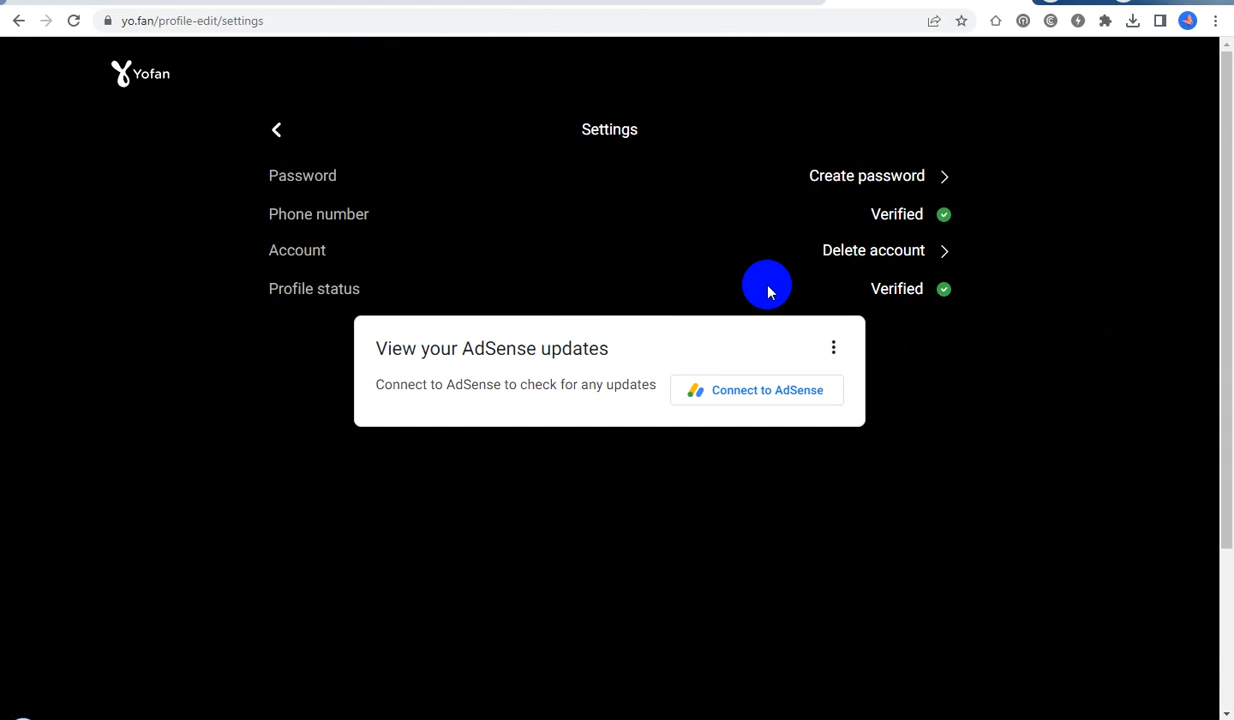 yo.fan/profile-edit/settings
Yofan
Settings
Password Create password
Phone number Verified
Account Delete account
Profile status Verified
View your AdSense updates
Connect to AdSense to check for any updates Connect to AdSense